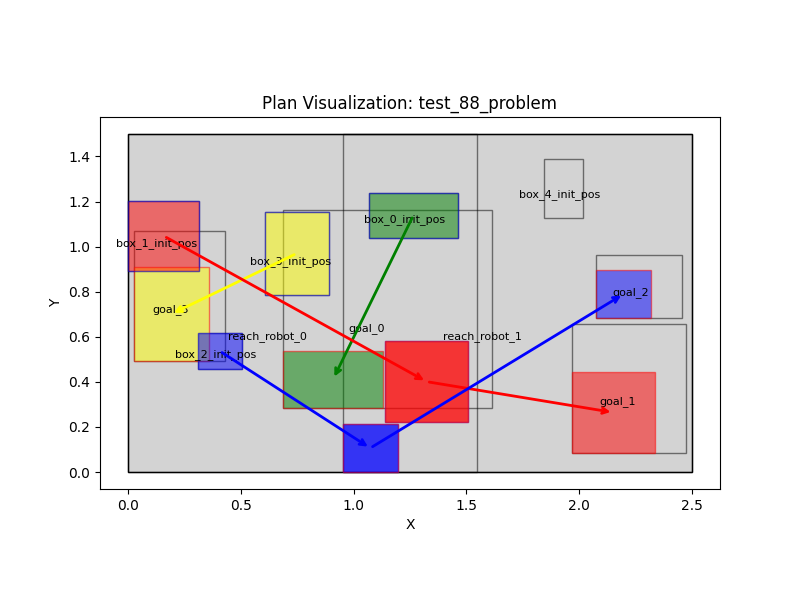 Plan Visualization: test_88_problem
Y
1.4
1.2
1.0
0.8
0.6
0.4
0.2
0.0
box_4_init_pos
box_0_init_pos
box_1_init_pos
box_3_init_pos
goal_2
goal_3
goal_0
reach_robot_0
reach_robot_1
box_2_init_pos
goal_1
0.0
0.5
1.0
1.5
2.0
2.5
X